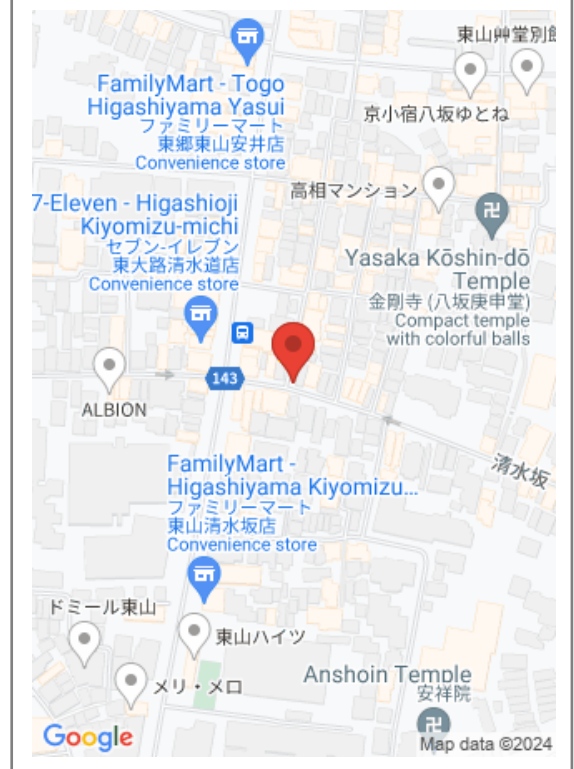 東山艸堂別館
FamilyMart - Togo
Higashiyama Yasui
ファミリーマート
東郷東山安井店
Convenience store
京小宿八坂ゆとね
高相マンション
7-Eleven - Higashioji
Kiyomizu-michi
セブン-イレブン
東大路清水道店
Convenience store
Yasaka Kōshin-dō
Temple
金剛寺 (八坂庚申堂)
Compact temple
with colorful balls
143
ALBION
清水坂
FamilyMart -
Higashiyama Kiyomizu...
ファミリーマート
東山清水坂店
Convenience store
ドミール東山
東山ハイツ
メリ・メロ
Anshoin Temple
安祥院
Google
Map data ©2024